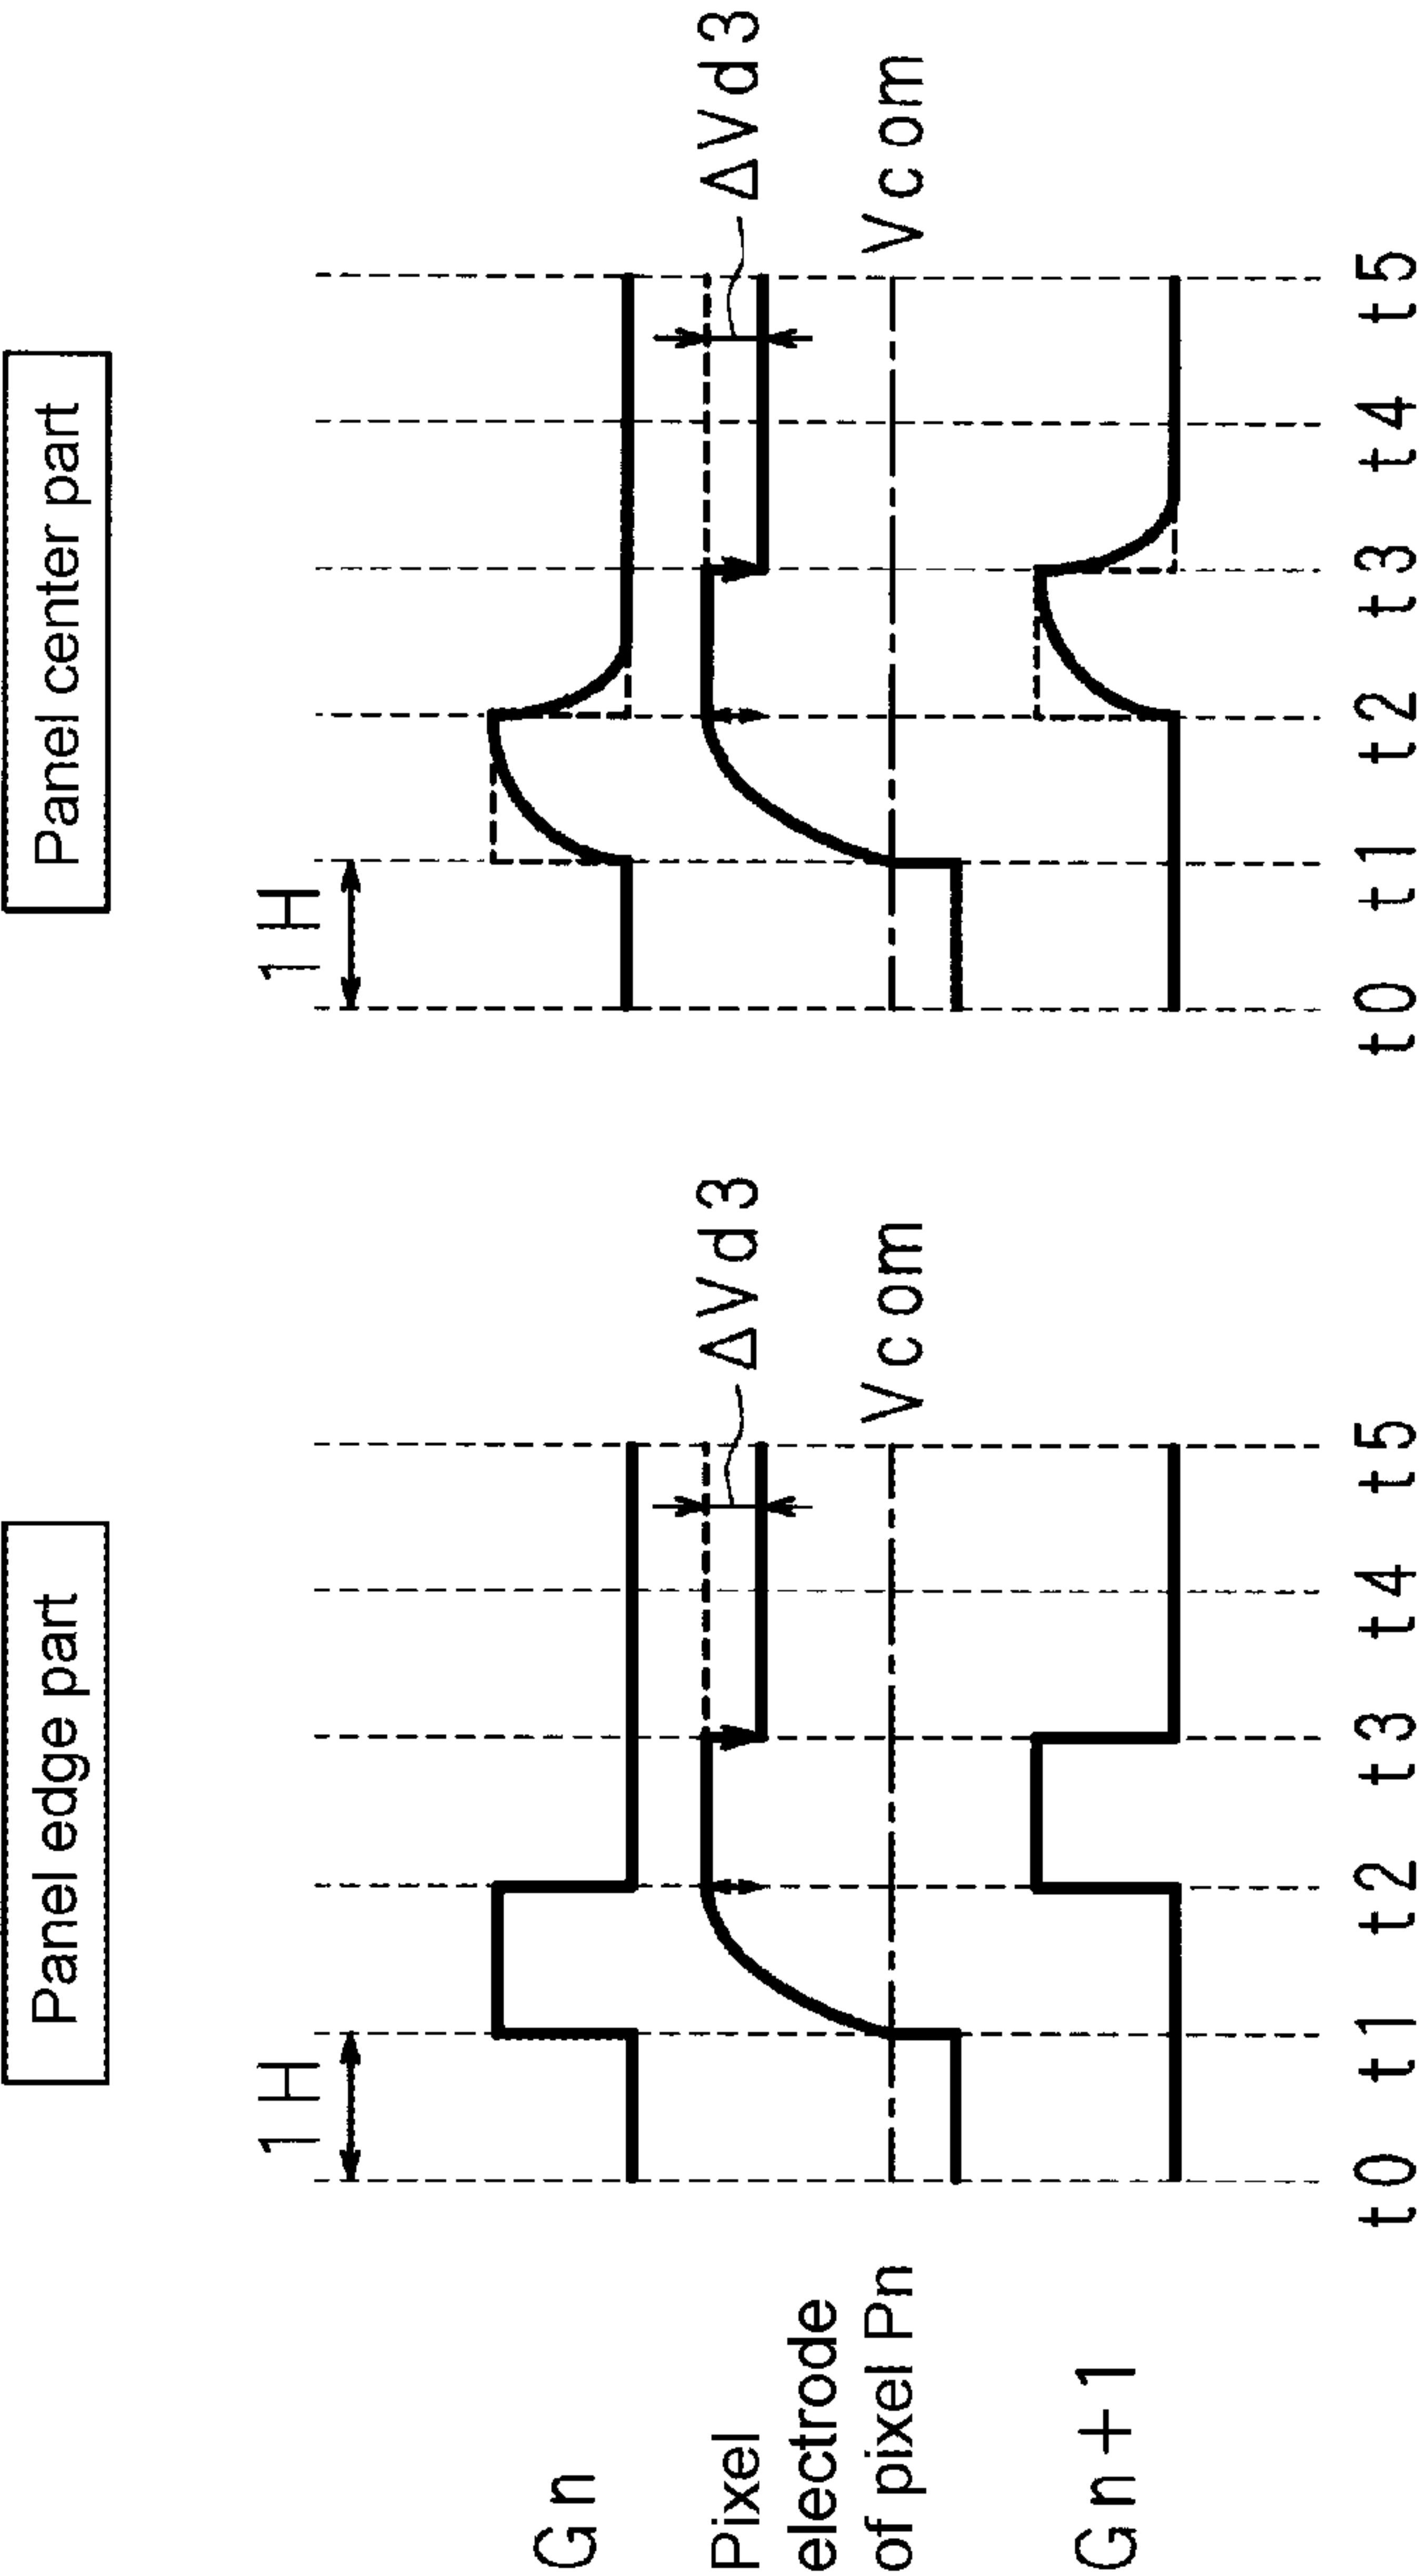 Panel edge part
Panel center part
1H
1H
Gn
Pixel
electrode
of pixel Pn
ΔVd3
ΔVd3
Vcom
Vcom
Gn+1
t0 t1 t2 t3 t4 t5
t0 t1 t2 t3 t4 t5